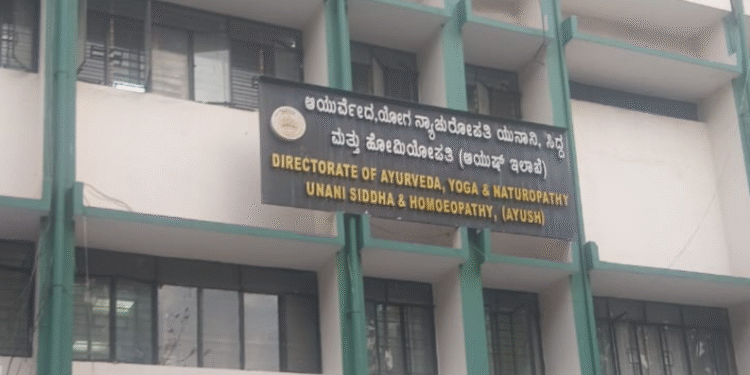 ಆಯುರ್ವೇದ,ಯೋಗ ನ್ಯಾಚುರೋಪತಿ ಯುನಾನಿ, ಸಿದ್ಧ
ಮತ್ತು ಹೋಮಿಯೋಪತಿ (ಆಯುಷ್ ಇಲಾಖೆ)
DIRECTORATE OF AYURVEDA, YOGA & NATUROPATHY
UNANI SIDDHA & HOMOEOPATHY, (AYUSH)